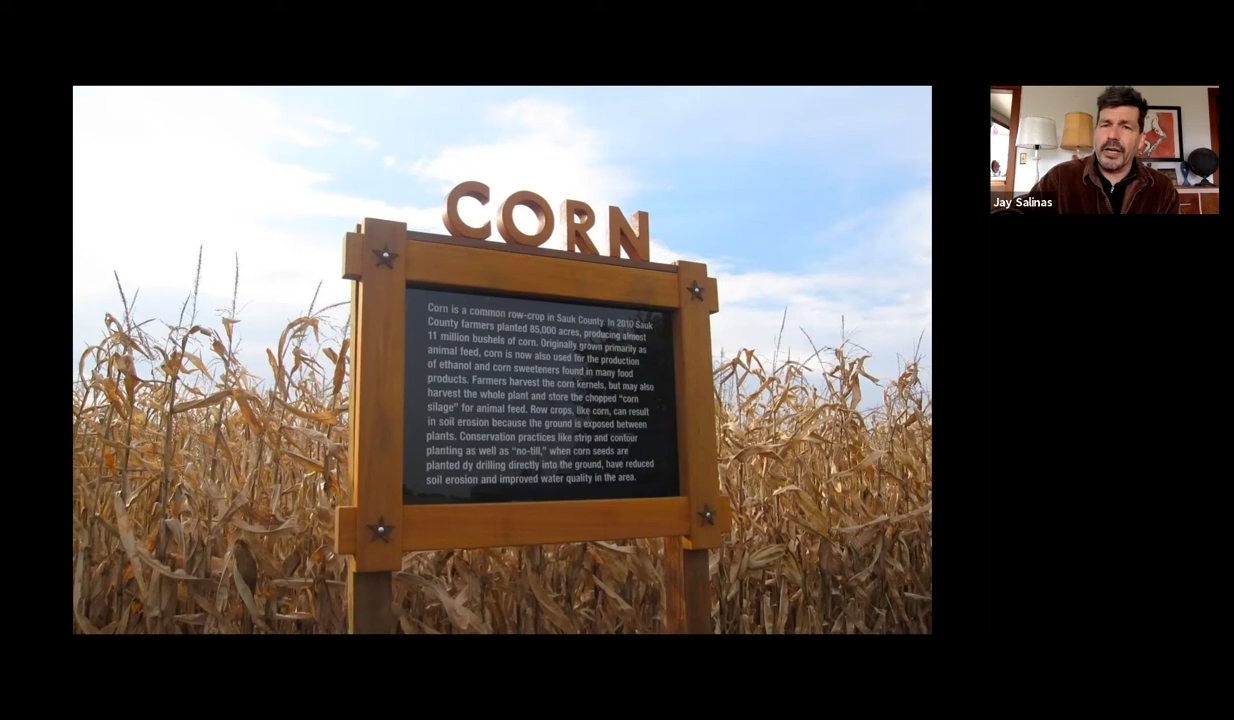 CORN
Corn is a common row-crop in Sauk County. In 2010 Sauk
County farmers planted 85,000 acres, producing almost
11 million bushels of corn. Originally grown primarily as
animal feed, corn is now also used for the production
of ethanol and corn sweeteners found in many food
products. Farmers harvest the corn kernels, but may also
harvest the whole plant and store the chopped “corn
silage” for animal feed. Row crops, like corn, can result
in soil erosion because the ground is exposed between
plants. Conservation practices like strip and contour
planting as well as “no-till,” when corn seeds are
planted by drilling directly into the ground, have reduced
soil erosion and improved water quality in the area.
Jay Salinas